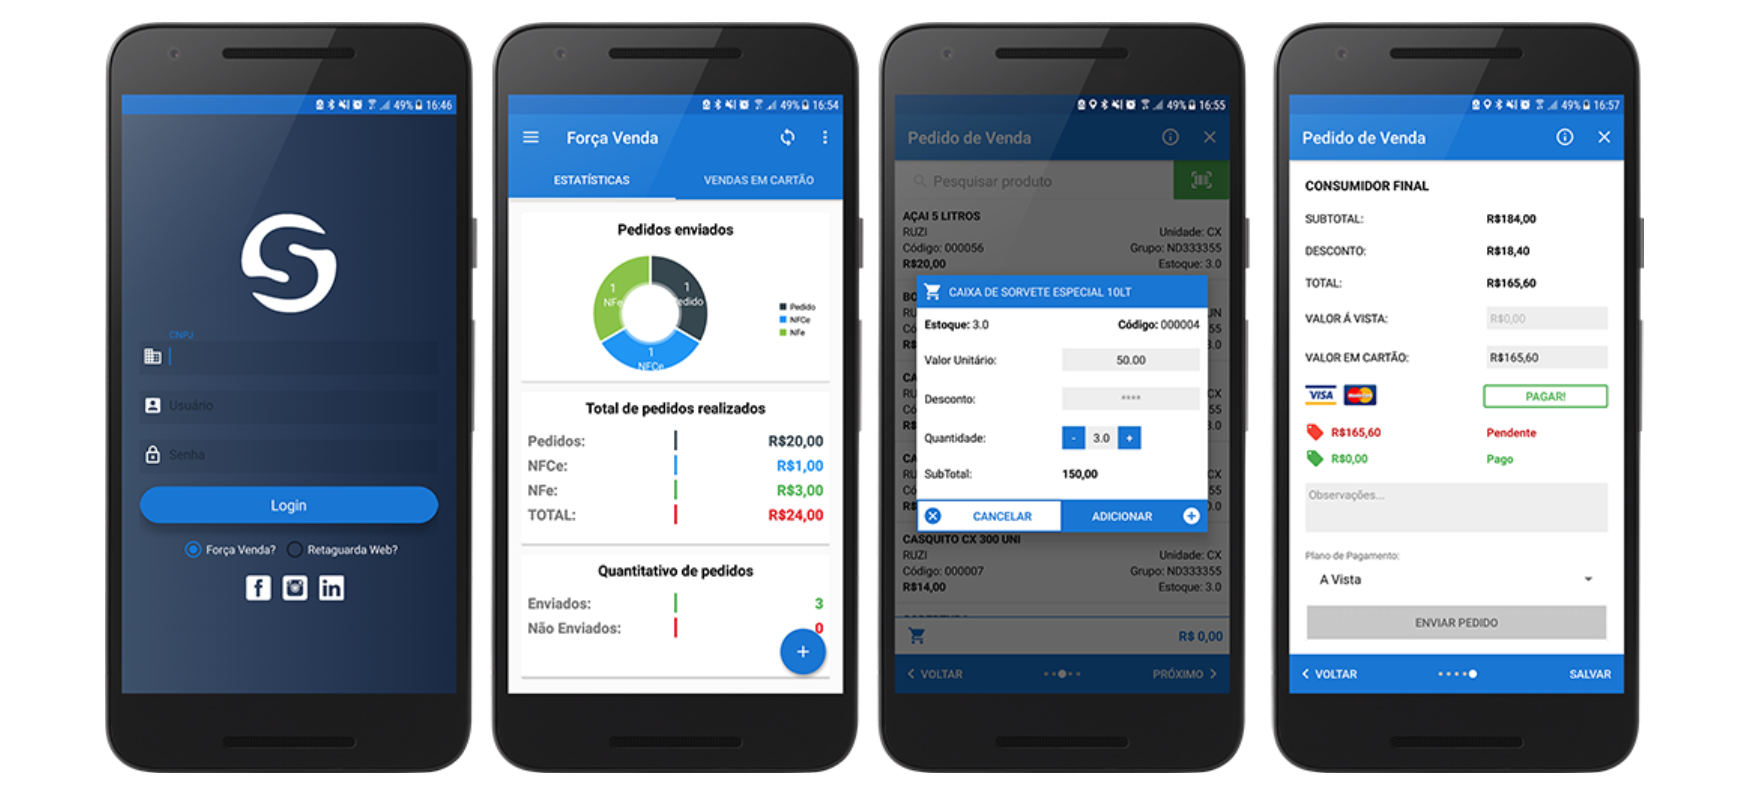 49% 16:46
CNPJ
Usuário
Senha
Login
Força Venda? Retaguarda Web?
f in
49% 16:54
Força Venda
ESTATÍSTICAS VENDAS EM CARTÃO
Pedidos enviados
1
NFe
1
Pedido
1
NFCe
Pedido
NFCe
NFe
Total de pedidos realizados
Pedidos: R$20,00
NFCe: R$1,00
NFe: R$3,00
TOTAL: R$24,00
Quantitativo de pedidos
Enviados: 3
Não Enviados: 0
+
49% 16:55
Pedido de Venda
Pesquisar produto
AÇAI 5 LITROS
RUZI Unidade: CX
Código: 000056 Grupo: ND333355
R$20,00 Estoque: 3.0
CAIXA DE SORVETE ESPECIAL 10LT
Estoque: 3.0 Código: 000004
Valor Unitário: 50.00
Desconto: ****
Quantidade: - 3.0 +
SubTotal: 150,00
CANCELAR ADICIONAR
CASQUITO CX 300 UNI
RUZI Unidade: CX
Código: 000007 Grupo: ND333355
R$14,00 Estoque: 3.0
R$ 0,00
VOLTAR PRÓXIMO
49% 16:57
Pedido de Venda
CONSUMIDOR FINAL
SUBTOTAL: R$184,00
DESCONTO: R$18,40
TOTAL: R$165,60
VALOR Á VISTA: R$0,00
VALOR EM CARTÃO: R$165,60
VISA MasterCard PAGAR!
R$165,60 Pendente
R$0,00 Pago
Observações...
Plano de Pagamento:
A Vista
ENVIAR PEDIDO
VOLTAR SALVAR